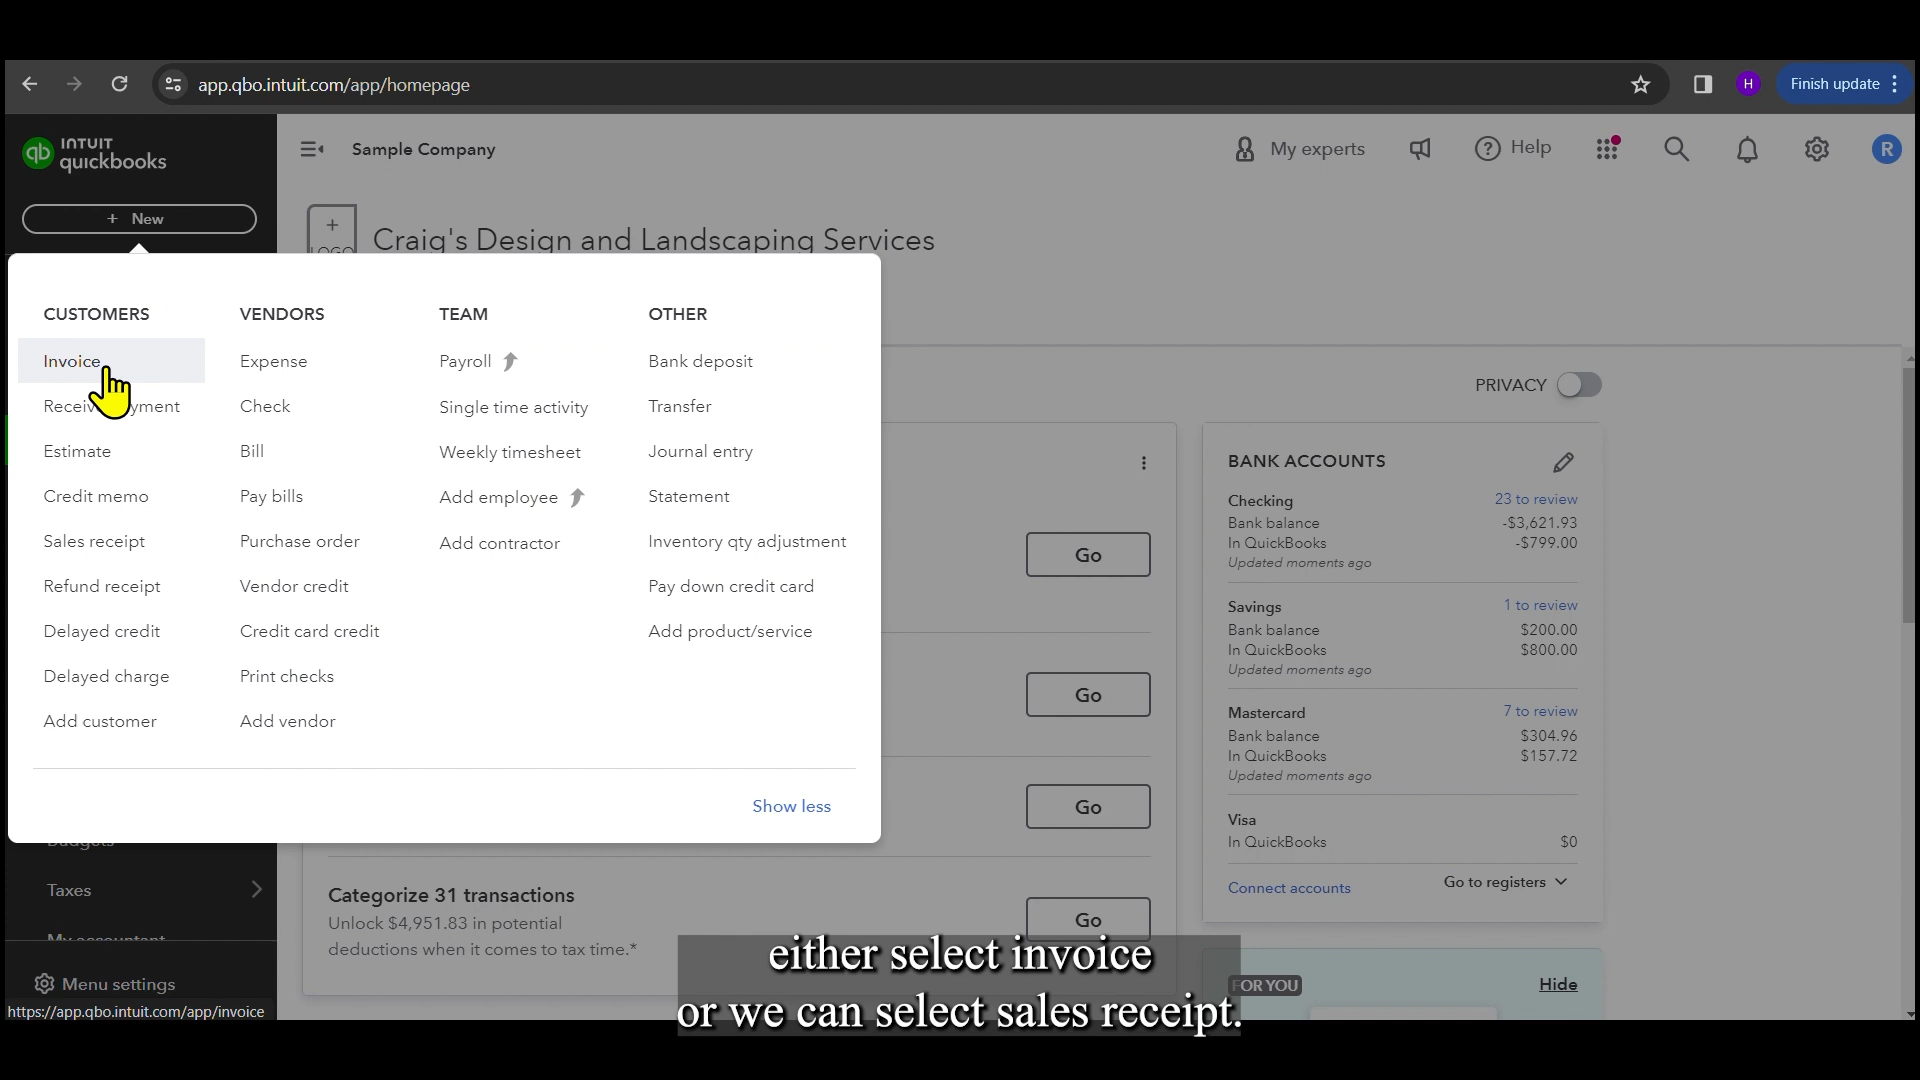 app.qbo.intuit.com/app/homepage
H
Finish update
INTUIT
quickbooks
qb
Sample Company
My experts
Help
R
+ New
+
LOGO
Craig's Design and Landscaping Services
CUSTOMERS
Invoice
Estimate
Credit memo
Sales receipt
Refund receipt
Delayed credit
Delayed charge
Add customer
VENDORS
Expense
Check
Bill
Pay bills
Purchase order
Vendor credit
Credit card credit
Print checks
Add vendor
TEAM
Payroll
Single time activity
Weekly timesheet
Add employee
Add contractor
OTHER
Bank deposit
Transfer
Journal entry
Statement
Inventory qty adjustment
Pay down credit card
Add product/service
Show less
Budgets
Taxes
My accountant
Menu settings
https://app.qbo.intuit.com/app/invoice
Go
Go
Go
Categorize 31 transactions
Unlock $4,951.83 in potential
deductions when it comes to tax time.*
Go
PRIVACY
BANK ACCOUNTS
Checking 23 to review
Bank balance -$3,621.93
In QuickBooks -$799.00
Updated moments ago
Savings 1 to review
Bank balance $200.00
In QuickBooks $800.00
Updated moments ago
Mastercard 7 to review
Bank balance $304.96
In QuickBooks $157.72
Updated moments ago
Visa
In QuickBooks $0
Connect accounts Go to registers
FOR YOU Hide
either select invoice
or we can select sales receipt.